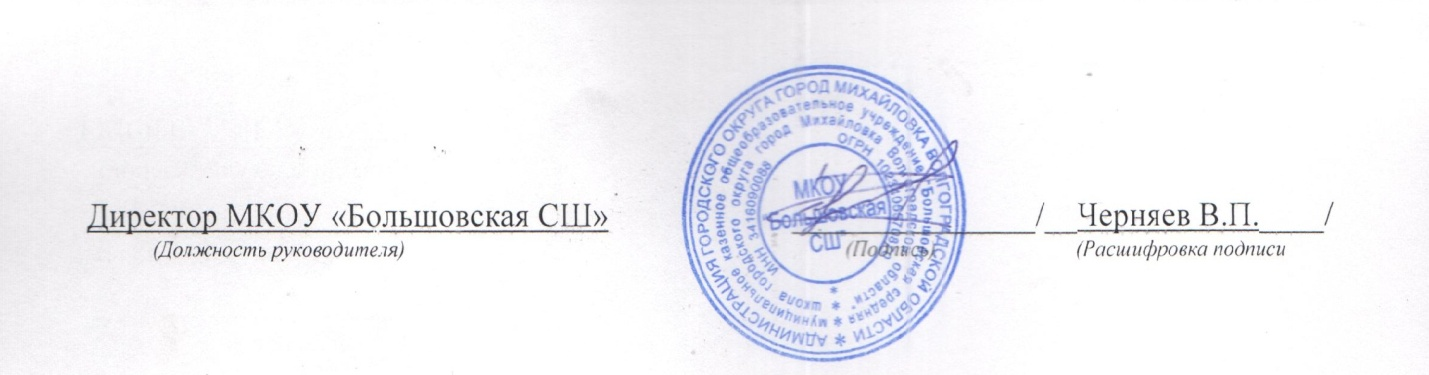 Директор МКОУ «Большовская СШ» / Черняев В.П. /
(Должность руководителя) (Подпись) (Расшифровка подписи
АДМИНИСТРАЦИЯ ГОРОДСКОГО ОКРУГА ГОРОД МИХАЙЛОВКА ВОЛГОГРАДСКОЙ ОБЛАСТИ *
муниципальное казенное общеобразовательное учреждение "Большовская средняя *
школа городского округа город Михайловка Волгоградской области" *
ИНН 3416090088
ОГРН
МКОУ
Большовская
СШ"